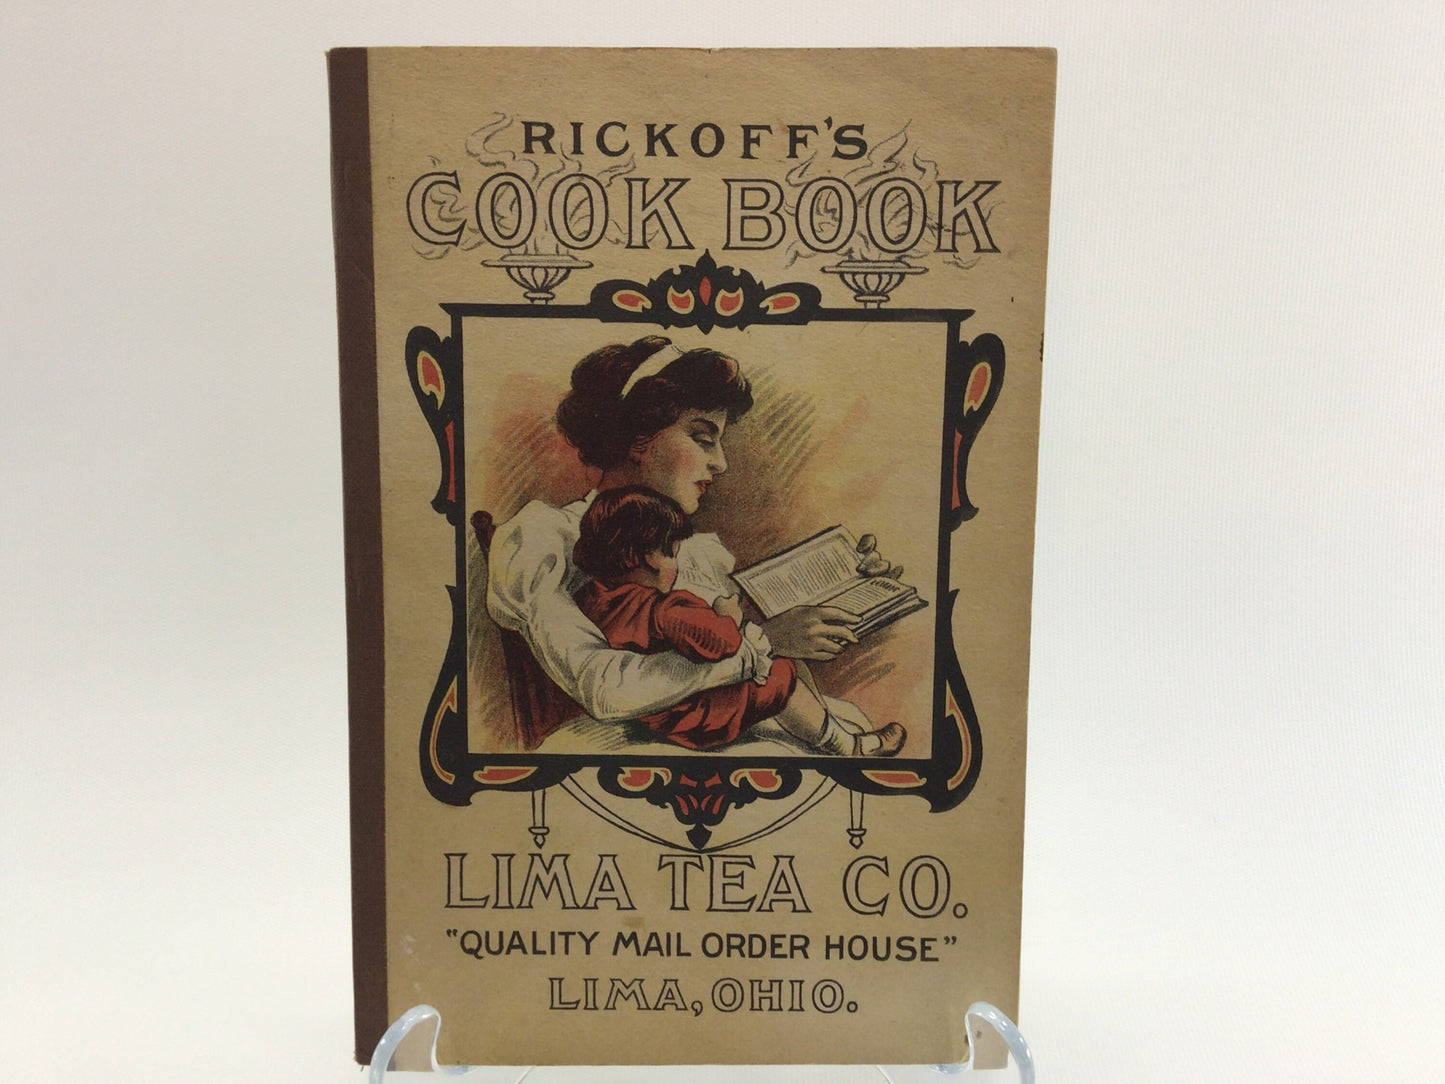 RICKOFF'S
COOK BOOK
LIMA TEA CO.
"QUALITY MAIL ORDER HOUSE"
LIMA, OHIO.